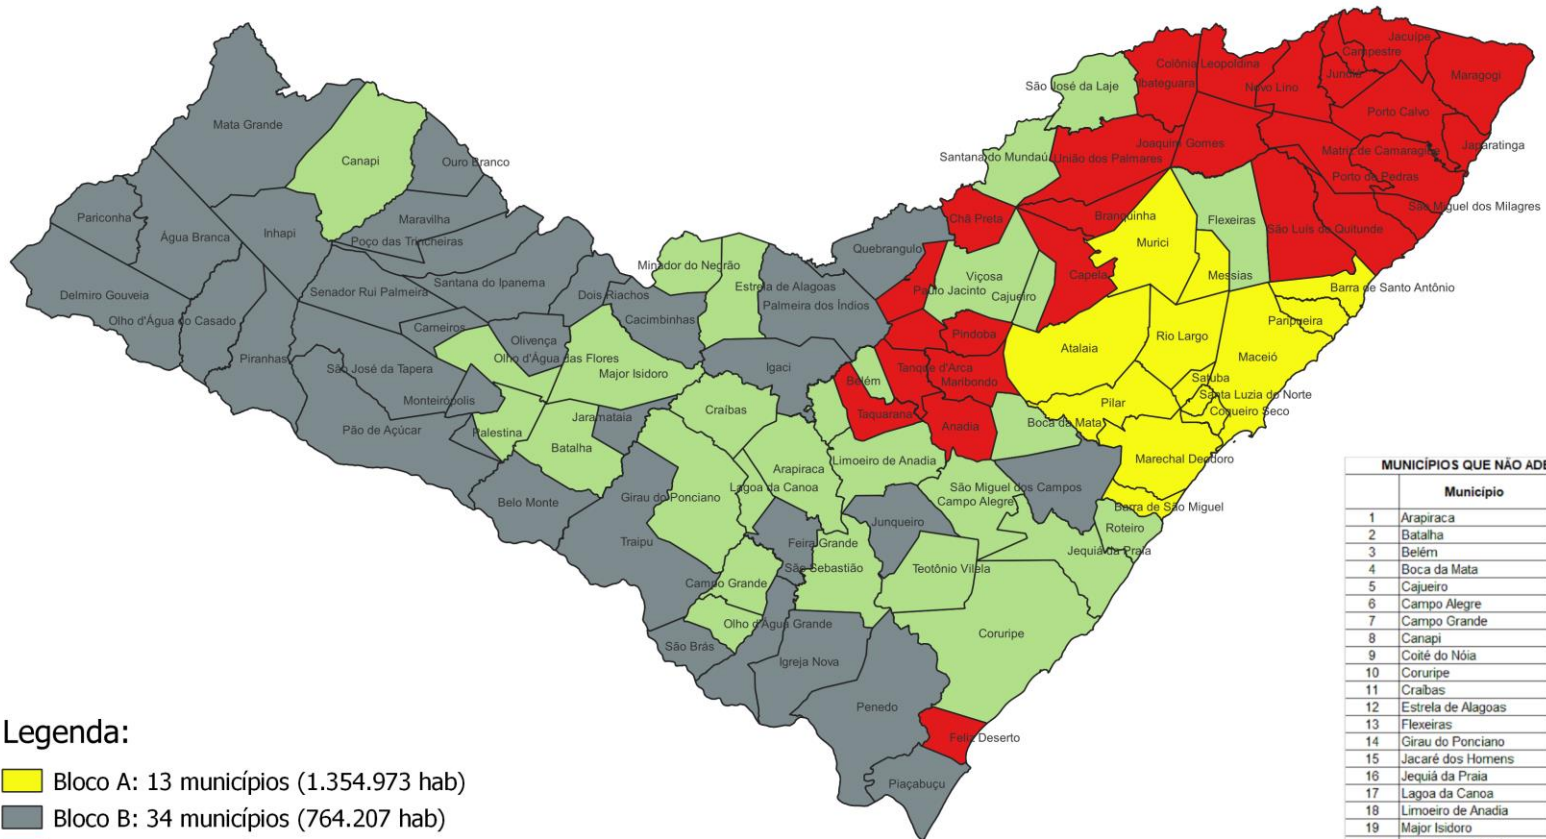 Jacuípe
Campestre
Colônia Leopoldina
Maragogi
Jundiá
Ibateguara
São José da Laje
Novo Lino
Porto Calvo
Mata Grande
Joaquim Gomes
Japaratinga
Matriz de Camaragibe
Santana do Mundaú
União dos Palmares
Canapi
Ouro Branco
Porto de Pedras
São Miguel dos Milagres
Branquinha
Chã Preta
Flexeiras
Pariconha
Maravilha
São Luís do Quitunde
Inhapi
Água Branca
Poço das Trincheiras
Murici
Quebrangulo
Minador do Negrão
Viçosa
Capela
Messias
Santana do Ipanema
Estrela de Alagoas
Paulo Jacinto
Barra de Santo Antônio
Senador Rui Palmeira
Delmiro Gouveia
Dois Riachos
Cajueiro
Palmeira dos Índios
Olho d'Água do Casado
Cacimbinhas
Paripueira
Carneiros
Pindoba
Rio Largo
Olivença
Atalaia
Piranhas
Olho d'Água das Flores
Maceió
São José da Tapera
Igaci
Tanque d'Arca
Major Isidoro
Satuba
Belém
Maribondo
Santa Luzia do Norte
Monteirópolis
Pilar
Craíbas
Coqueiro Seco
Jaramataia
Taquarana
Boca da Mata
Anadia
Pão de Açúcar
Palestina
Batalha
Marechal Deodoro
Limoeiro de Anadia
Arapiraca
São Miguel dos Campos
Lagoa da Canoa
Girau do Ponciano
Belo Monte
Campo Alegre
Barra de São Miguel
Junqueiro
Roteiro
Traipu
Feira Grande
Jequiá da Praia
São Sebastião
Teotônio Vilela
Campo Grande
Olho d'Água Grande
Coruripe
São Brás
Igreja Nova
Penedo
Feliz Deserto
Piaçabuçu
Legenda:
Bloco A: 13 municípios (1.354.973 hab)
Bloco B: 34 municípios (764.207 hab)
MUNICÍPIOS QUE NÃO ADE
Município
1 Arapiraca
2 Batalha
3 Belém
4 Boca da Mata
5 Cajueiro
6 Campo Alegre
7 Campo Grande
8 Canapi
9 Coité do Nóia
10 Coruripe
11 Craíbas
12 Estrela de Alagoas
13 Flexeiras
14 Girau do Ponciano
15 Jacaré dos Homens
16 Jequiá da Praia
17 Lagoa da Canoa
18 Limoeiro de Anadia
19 Major Isidoro